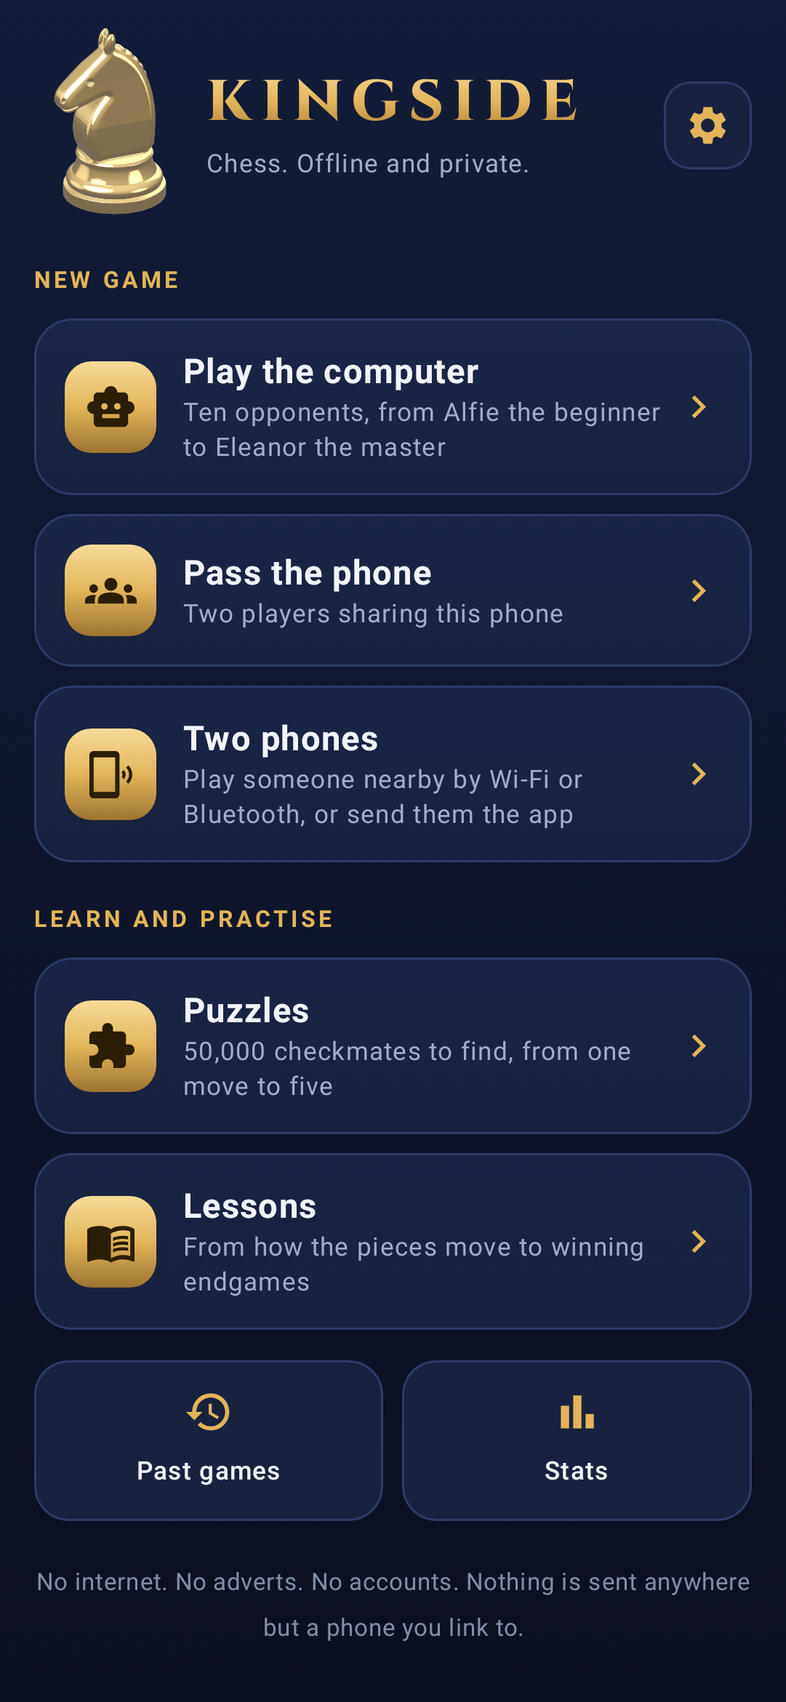 KINGSIDE
Chess. Offline and private.
NEW GAME
Play the computer
Ten opponents, from Alfie the beginner
to Eleanor the master
Pass the phone
Two players sharing this phone
Two phones
Play someone nearby by Wi-Fi or
Bluetooth, or send them the app
LEARN AND PRACTISE
Puzzles
50,000 checkmates to find, from one
move to five
Lessons
From how the pieces move to winning
endgames
Past games
Stats
No internet. No adverts. No accounts. Nothing is sent anywhere
but a phone you link to.